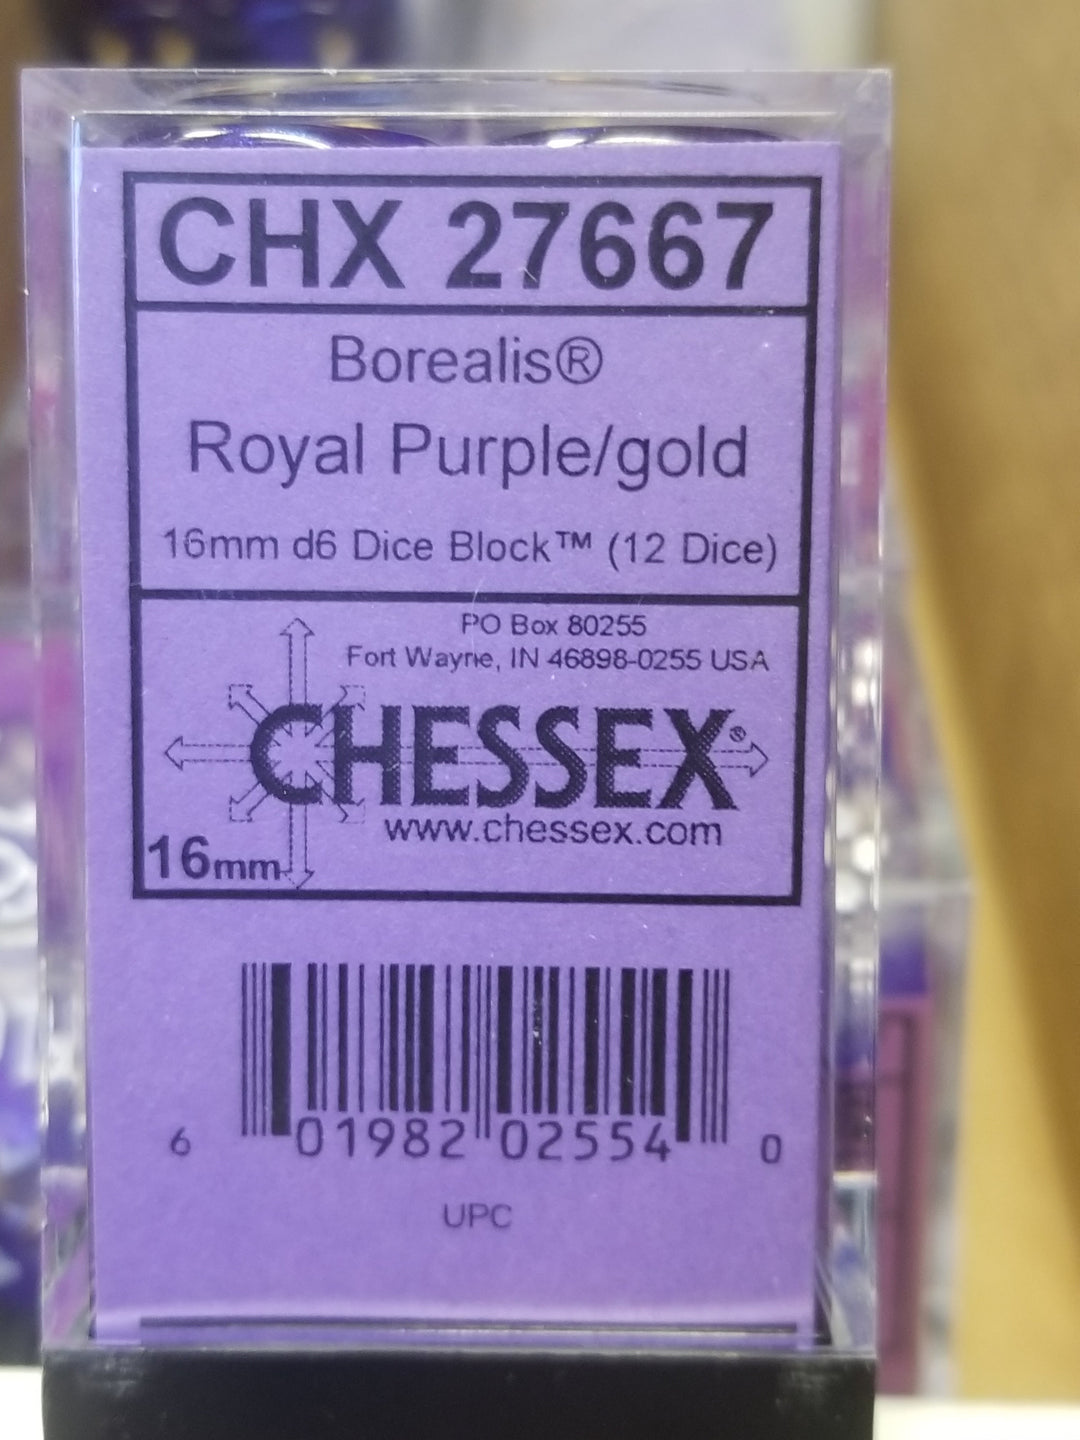 CHX 27667
Borealis®
Royal Purple/gold
16mm d6 Dice Block™ (12 Dice)
PO Box 80255
Fort Wayne, IN 46898-0255 USA
CHESSEX®
www.chessex.com
16mm
6 01982 02554 0
UPC